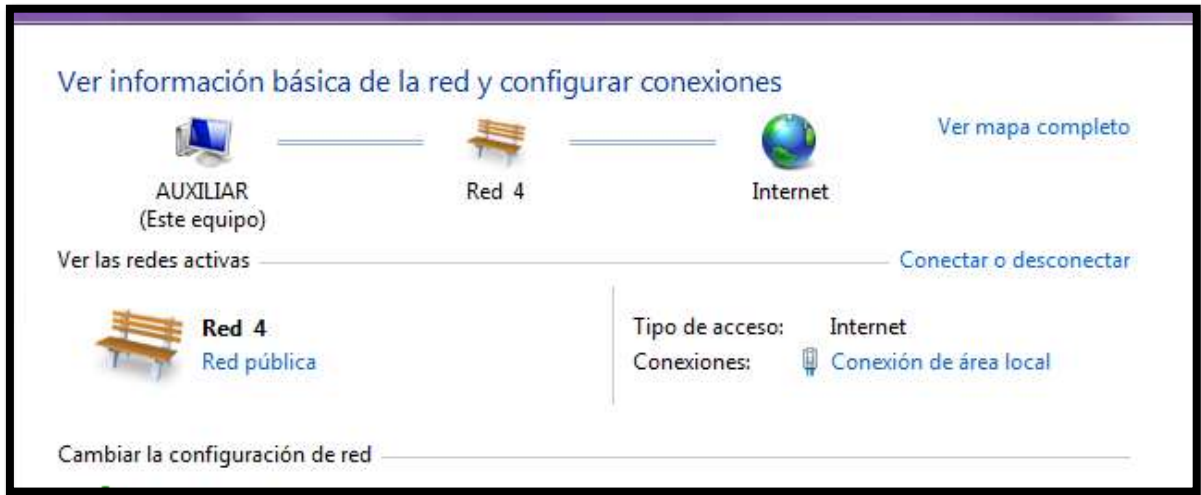 Ver información básica de la red y configurar conexiones
Ver mapa completo
AUXILIAR
(Este equipo)
Red 4
Internet
Ver las redes activas
Conectar o desconectar
Red 4
Red pública
Tipo de acceso: Internet
Conexiones: Conexión de área local
Cambiar la configuración de red